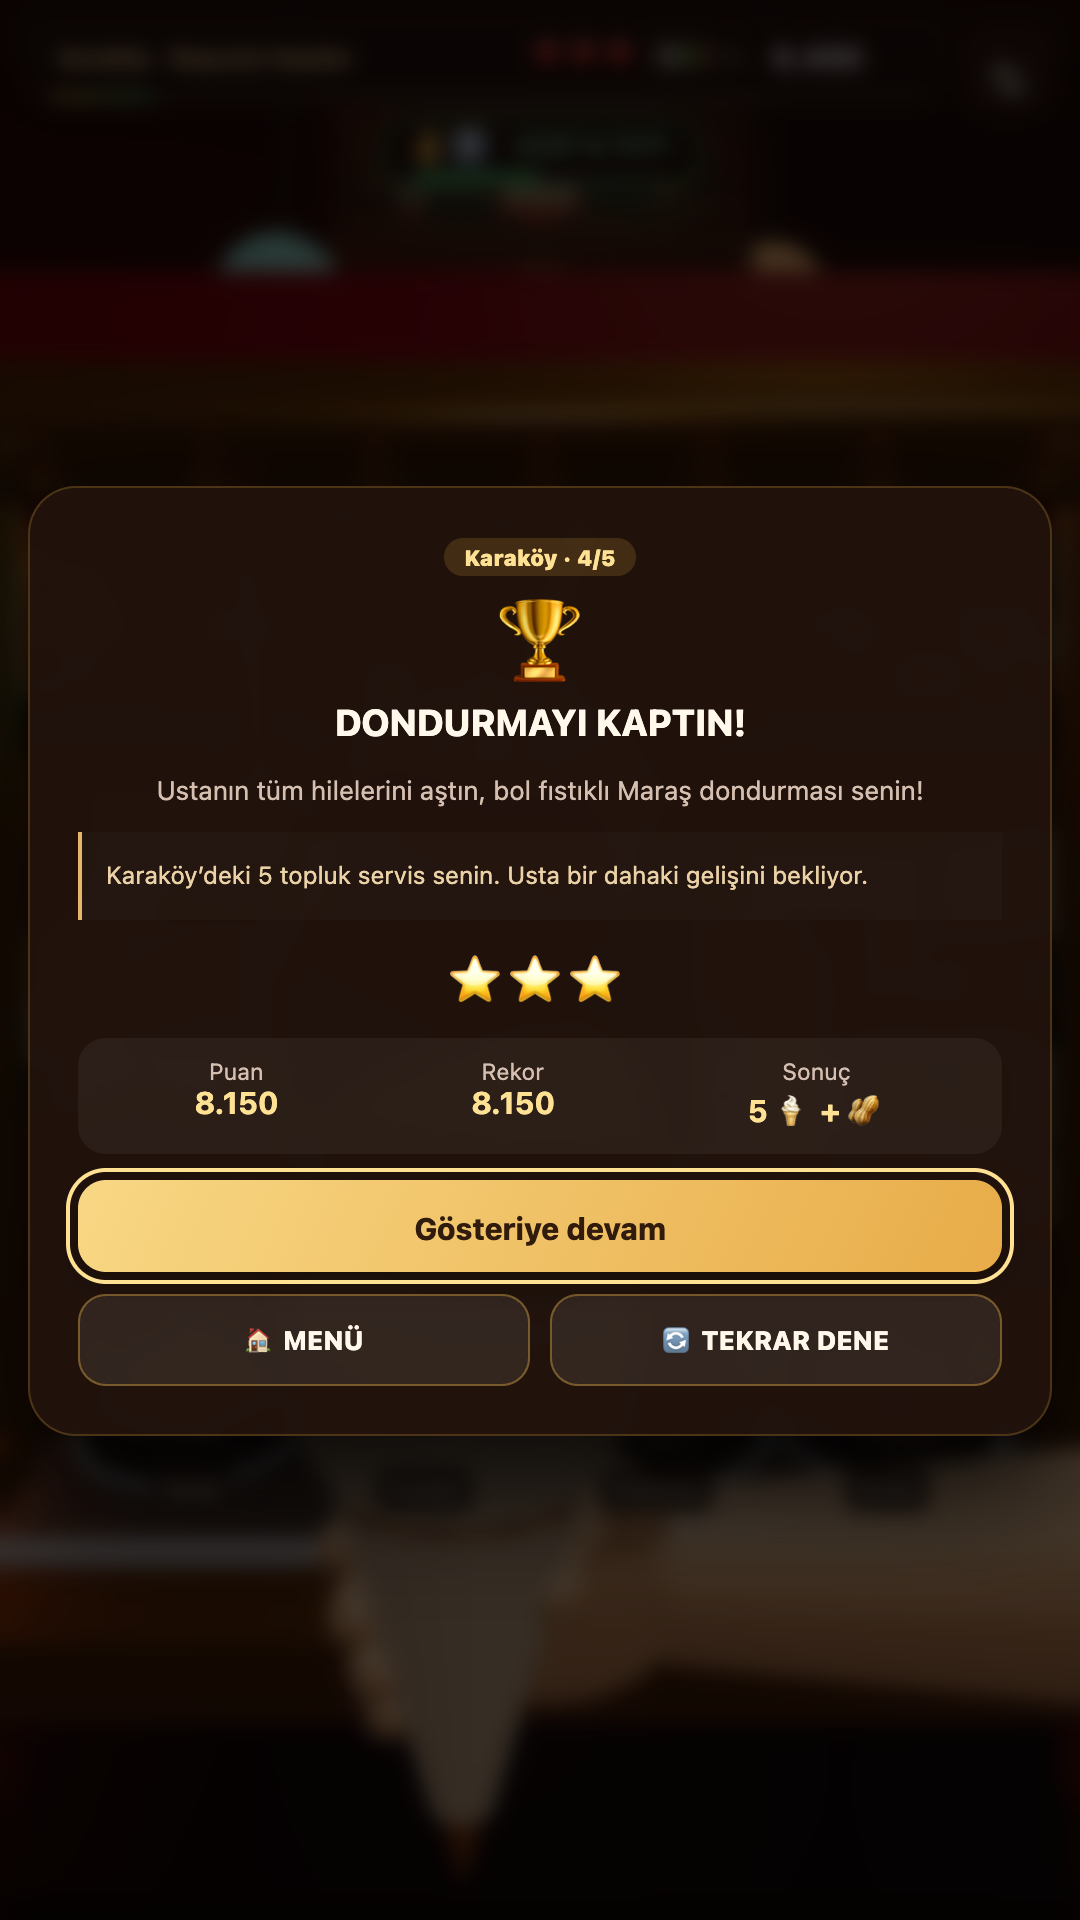 Karaköy · 4/5
DONDURMAYI KAPTIN!
Ustanın tüm hilelerini aştın, bol fıstıklı Maraş dondurması senin!
Karaköy’deki 5 topluk servis senin. Usta bir dahaki gelişini bekliyor.
Puan
8.150
Rekor
8.150
Sonuç
5 🍦 + 🥜
Gösteriye devam
🏠 MENÜ
🔄 TEKRAR DENE